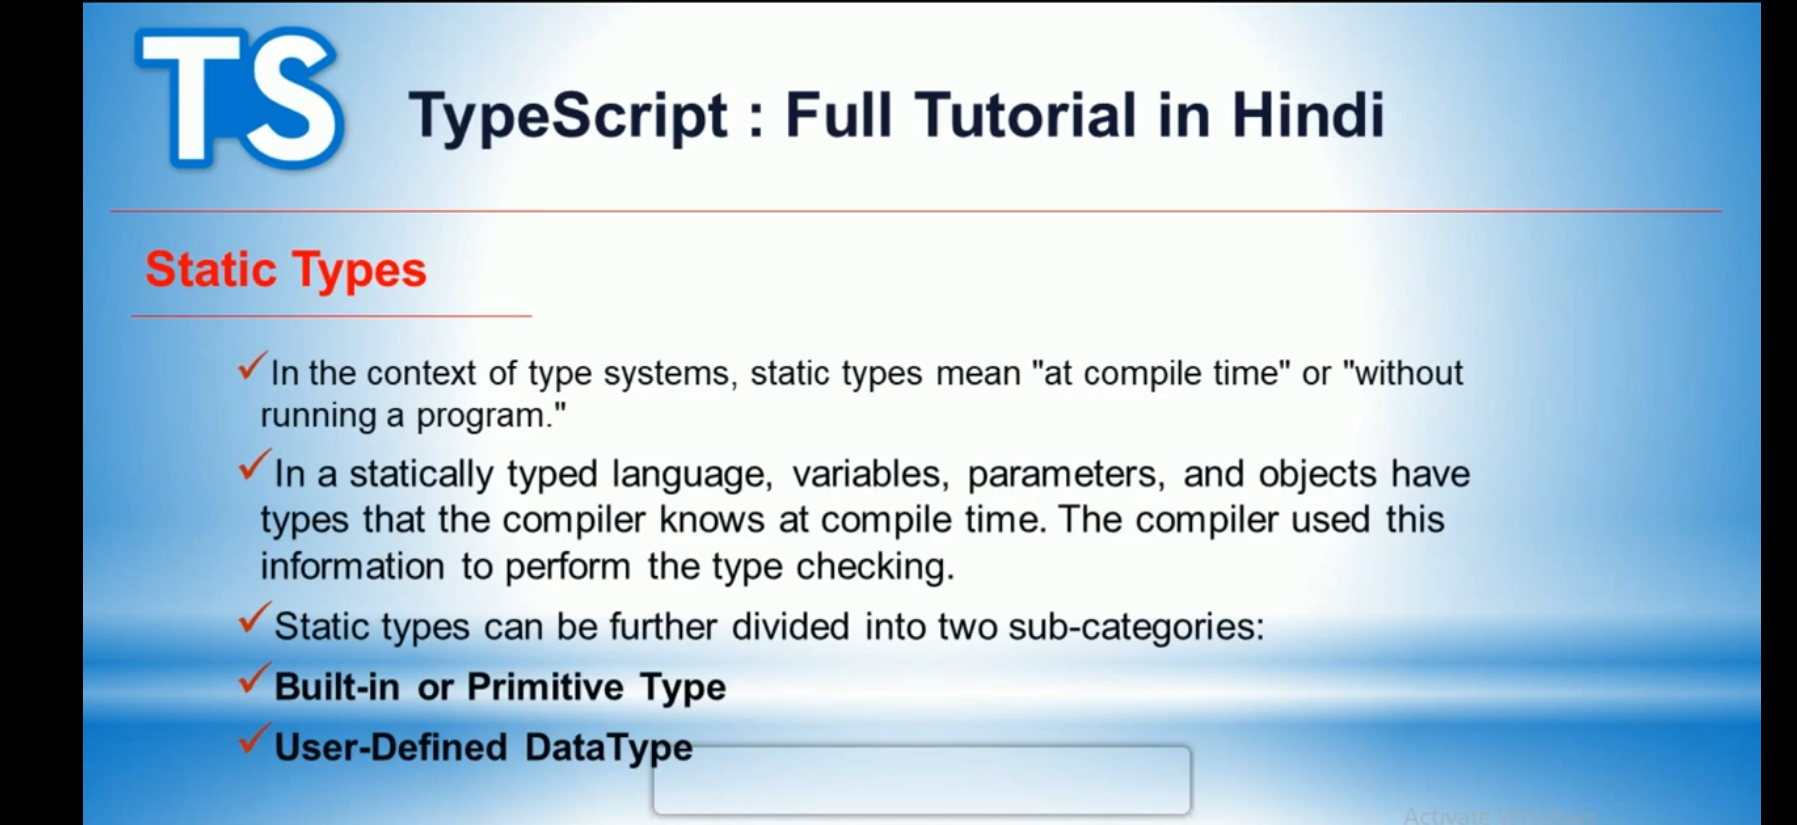 TS
TypeScript : Full Tutorial in Hindi
Static Types
✓In the context of type systems, static types mean "at compile time" or "without
running a program."
✓In a statically typed language, variables, parameters, and objects have
types that the compiler knows at compile time. The compiler used this
information to perform the type checking.
✓Static types can be further divided into two sub-categories:
✓Built-in or Primitive Type
✓User-Defined DataType
Activate